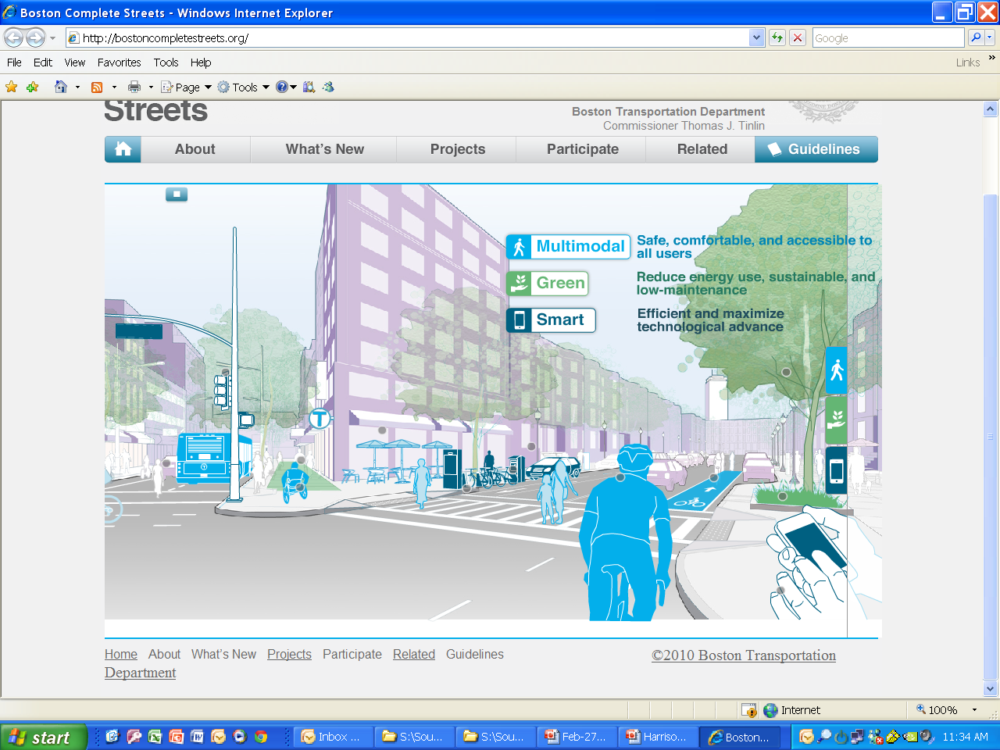 Boston Complete Streets - Windows Internet Explorer
http://bostoncompletestreets.org/
Google
File Edit View Favorites Tools Help
Links »
Page Tools
Streets
Boston Transportation Department
Commissioner Thomas J. Tinlin
About What's New Projects Participate Related Guidelines
Multimodal
Safe, comfortable, and accessible to
all users
Green
Reduce energy use, sustainable, and
low-maintenance
Smart
Efficient and maximize
technological advance
T
T
Home About What's New Projects Participate Related Guidelines
©2010 Boston Transportation
Department
Internet
100%
start
Inbox ...
S:\Sou...
S:\Sou...
Feb-27...
Harriso...
Boston...
11:34 AM